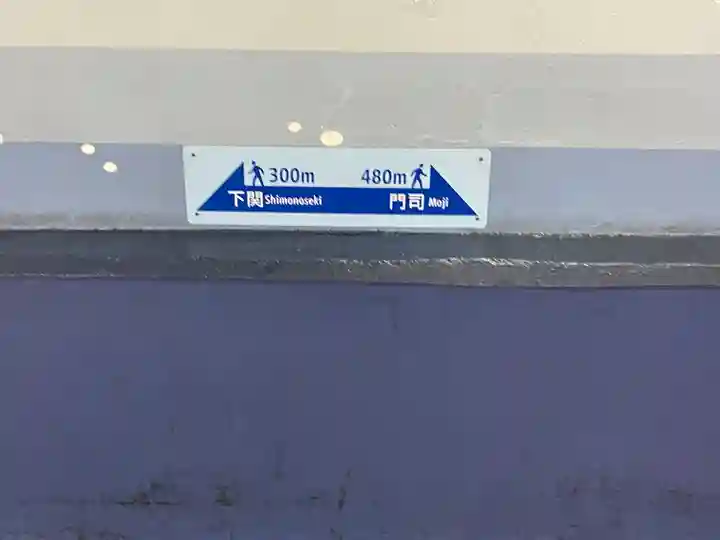 300m 480m
下関 Shimonoseki 門司 Moji